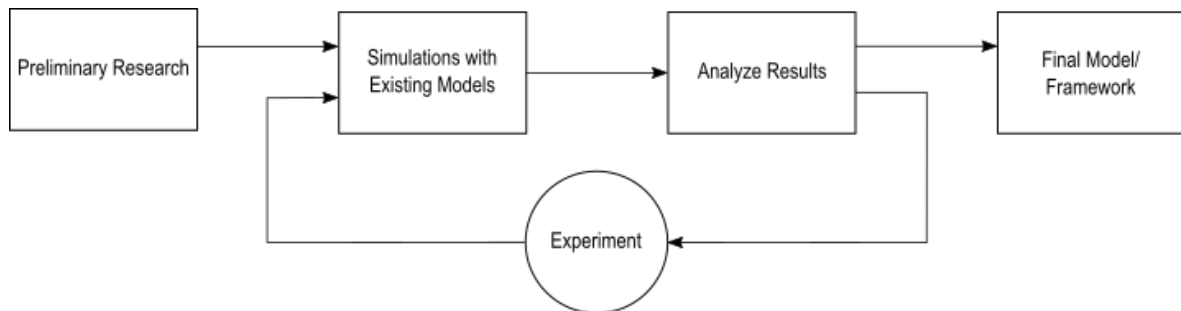 Preliminary Research
Simulations with
Existing Models
Analyze Results
Final Model/
Framework
Experiment